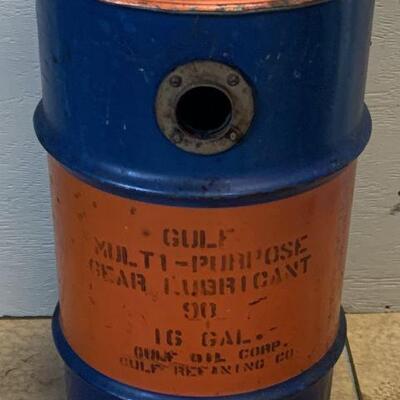 GULF
MULTI-PURPOSE
GEAR LUBRICANT
90
16 GAL.
GULF OIL CORP.
GULF REFINING CO.